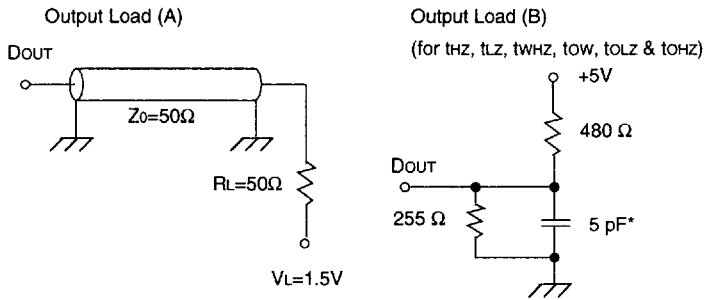 Output Load (A)
DOUT
Z0=50Ω
RL=50Ω
VL=1.5V
Output Load (B)
(for tHZ, tLZ, tWHZ, tOW, tOLZ & tOHZ)
+5V
480 Ω
DOUT
255 Ω
5 pF*